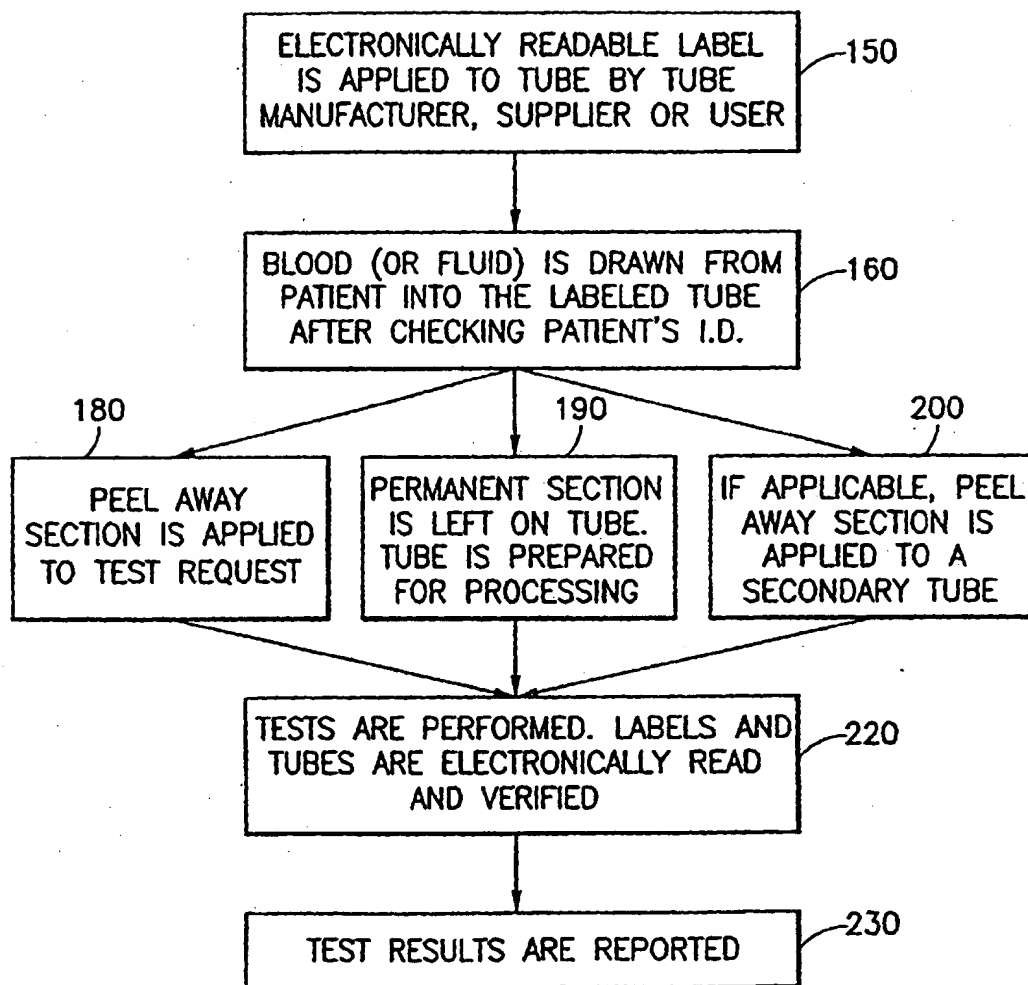 ELECTRONICALLY READABLE LABEL
IS APPLIED TO TUBE BY TUBE
MANUFACTURER, SUPPLIER OR USER
150
BLOOD (OR FLUID) IS DRAWN FROM
PATIENT INTO THE LABELED TUBE
AFTER CHECKING PATIENT'S I.D.
160
180
PEEL AWAY
SECTION IS APPLIED
TO TEST REQUEST
190
PERMANENT SECTION
IS LEFT ON TUBE.
TUBE IS PREPARED
FOR PROCESSING
200
IF APPLICABLE, PEEL
AWAY SECTION IS
APPLIED TO A
SECONDARY TUBE
TESTS ARE PERFORMED. LABELS AND
TUBES ARE ELECTRONICALLY READ
AND VERIFIED
220
TEST RESULTS ARE REPORTED
230